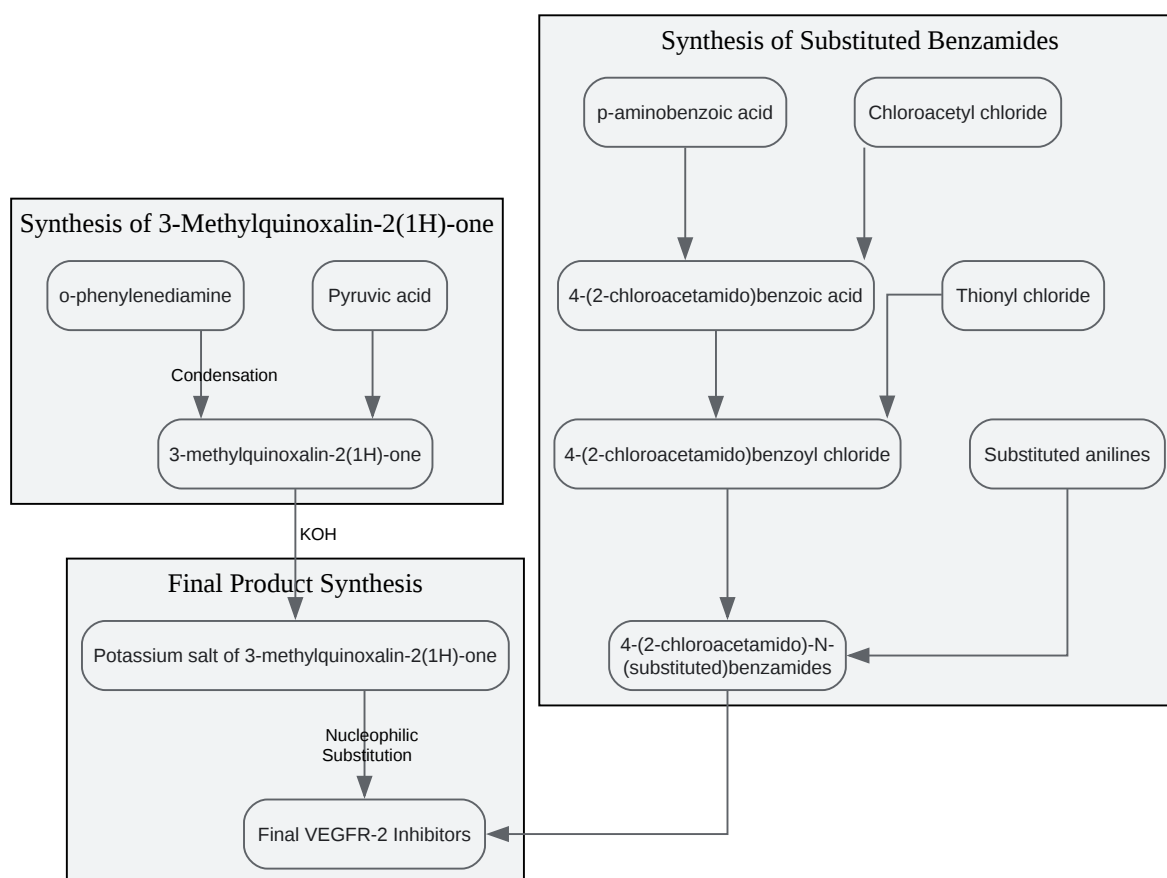 Synthesis of Substituted Benzamides
p-aminobenzoic acid
Chloroacetyl chloride
Synthesis of 3-Methylquinoxalin-2(1H)-one
o-phenylenediamine
Pyruvic acid
4-(2-chloroacetamido)benzoic acid
Thionyl chloride
Condensation
3-methylquinoxalin-2(1H)-one
4-(2-chloroacetamido)benzoyl chloride
Substituted anilines
KOH
Final Product Synthesis
Potassium salt of 3-methylquinoxalin-2(1H)-one
4-(2-chloroacetamido)-N-
(substituted)benzamides
Nucleophilic
Substitution
Final VEGFR-2 Inhibitors